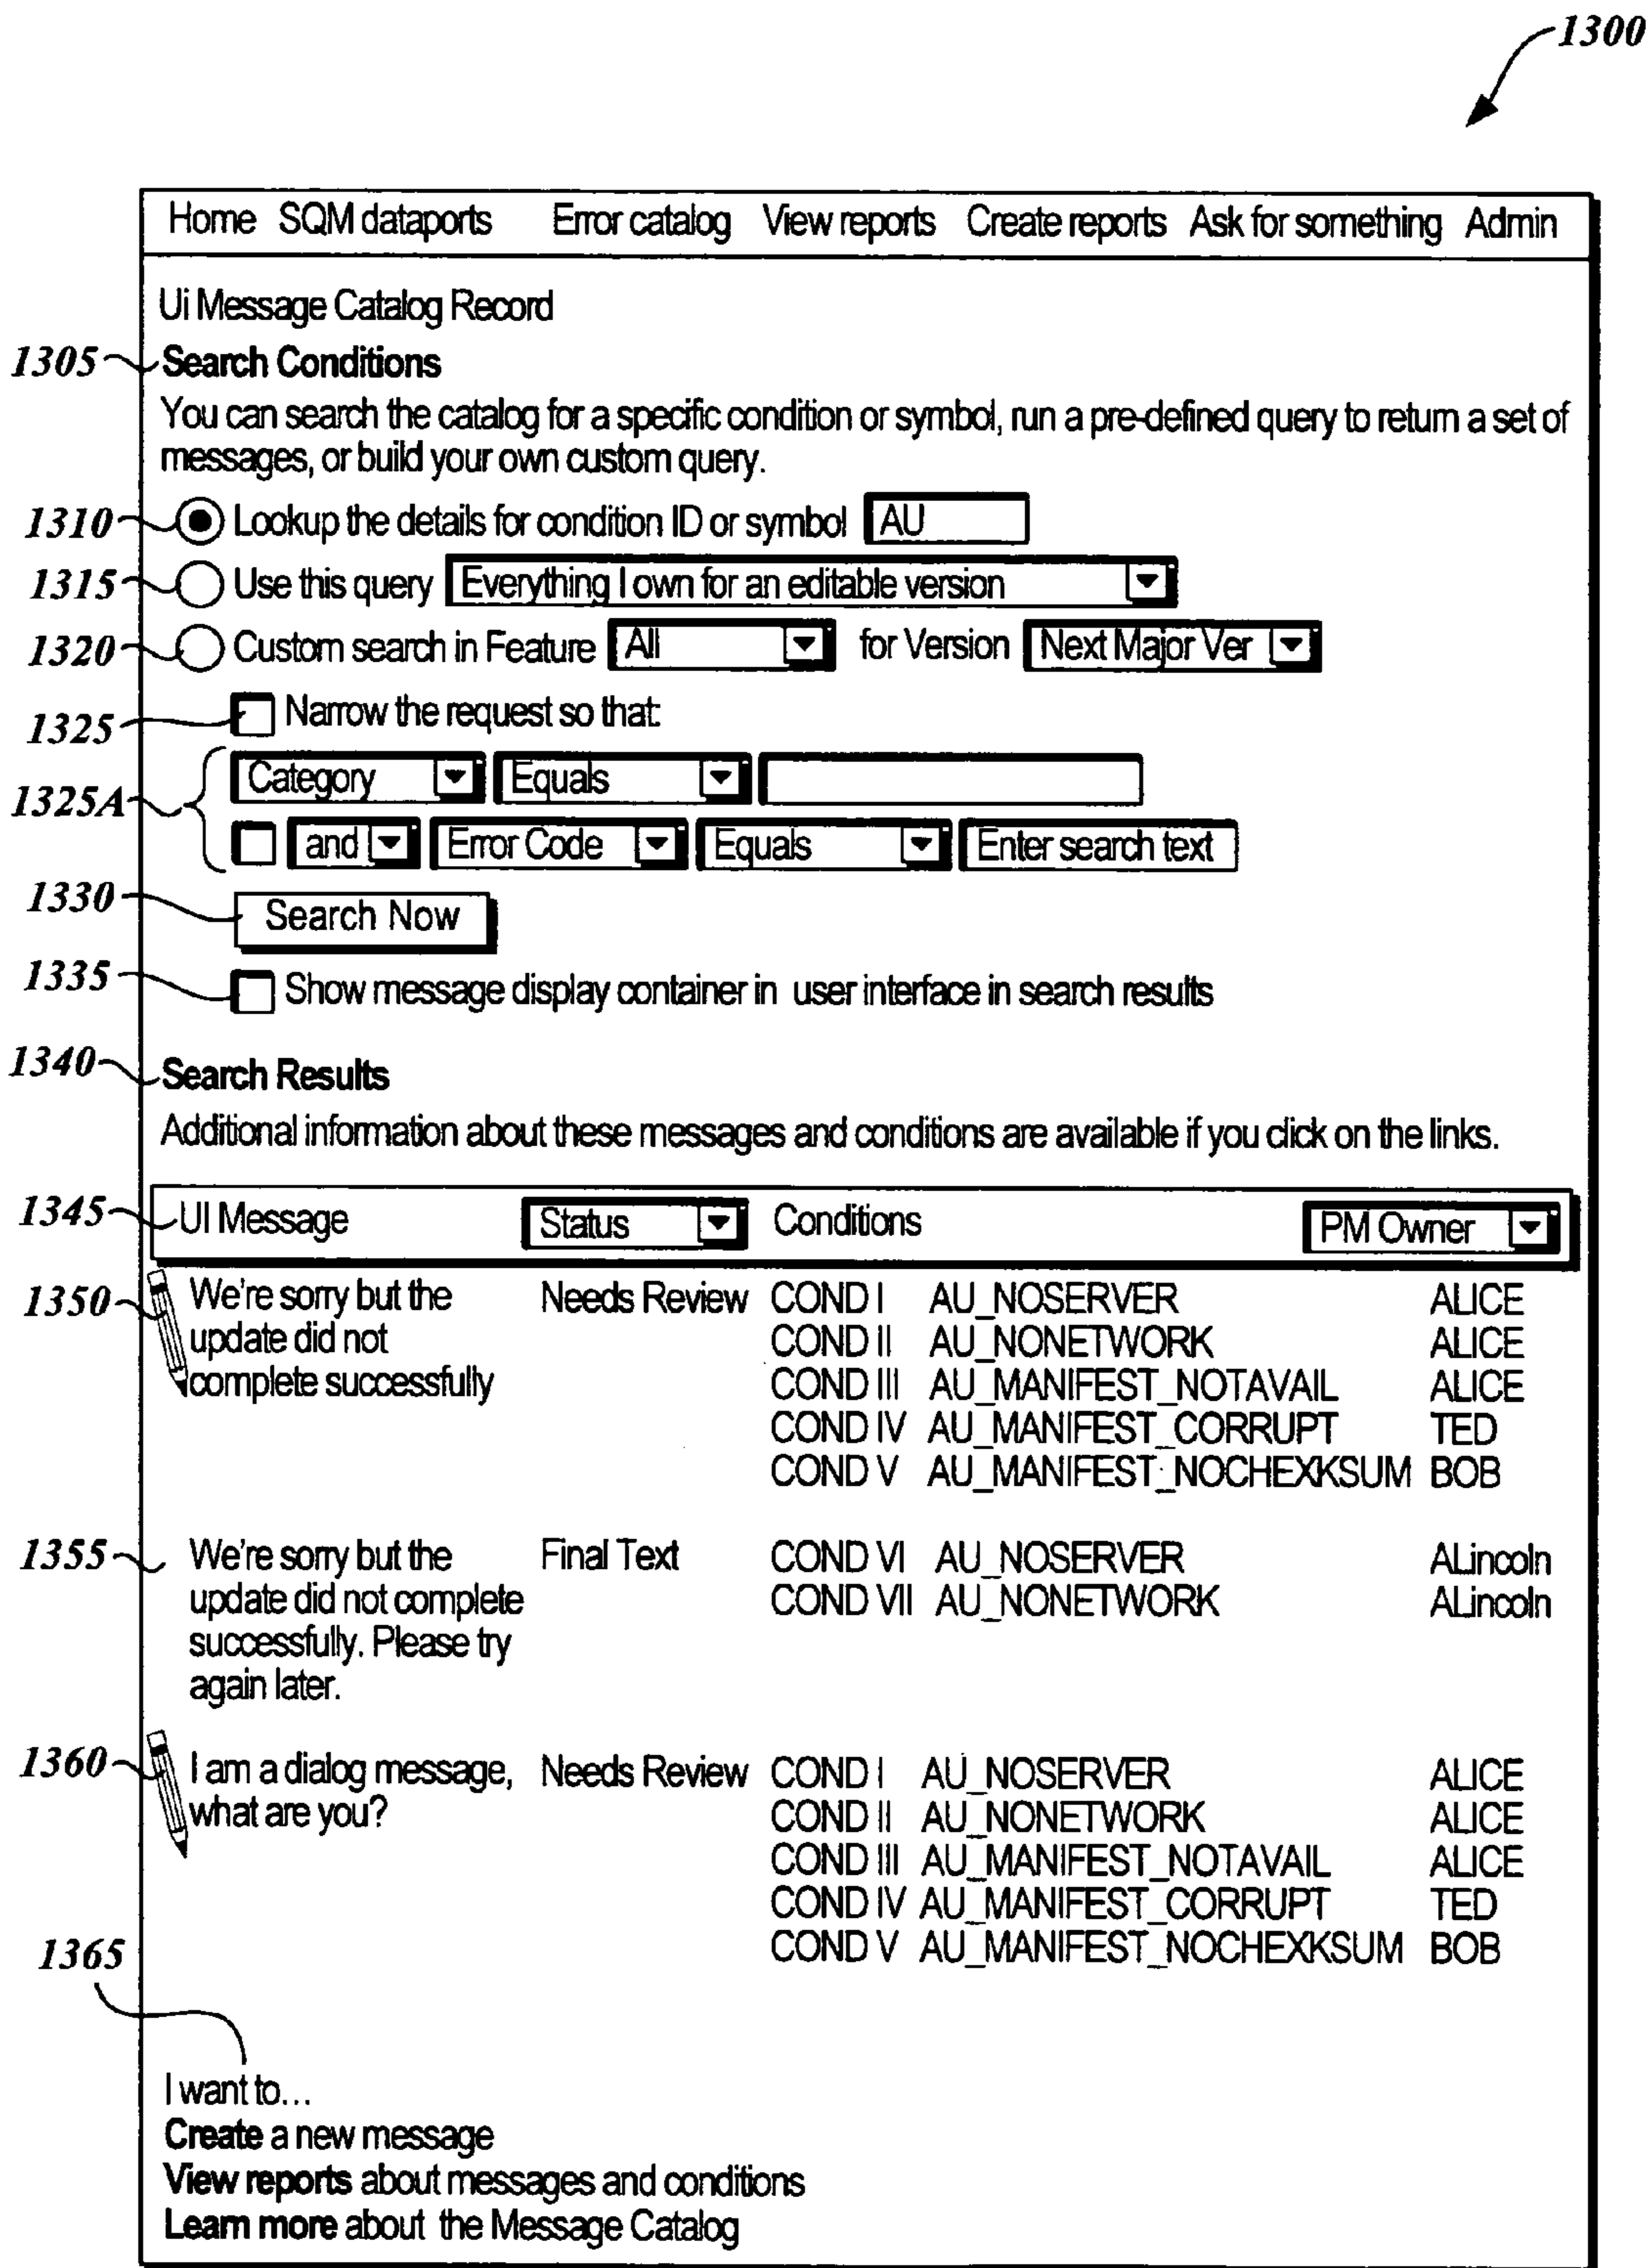 1300
Home SQM dataports Error catalog View reports Create reports Ask for something Admin
Ui Message Catalog Record
1305 Search Conditions
You can search the catalog for a specific condition or symbol, run a pre-defined query to return a set of
messages, or build your own custom query.
1310 Lookup the details for condition ID or symbol AU
1315 Use this query Everything I own for an editable version
1320 Custom search in Feature All for Version Next Major Ver
1325 Narrow the request so that:
1325A Category Equals
and Error Code Equals Enter search text
1330 Search Now
1335 Show message display container in user interface in search results
1340 Search Results
Additional information about these messages and conditions are available if you click on the links.
1345 UI Message Status Conditions PM Owner
1350 We're sorry but the Needs Review COND I AU_NOSERVER ALICE
update did not COND II AU_NONETWORK ALICE
complete successfully COND III AU_MANIFEST_NOTAVAIL ALICE
COND IV AU_MANIFEST_CORRUPT TED
COND V AU_MANIFEST_NOCHEXKSUM BOB
1355 We're sorry but the Final Text COND VI AU_NOSERVER ALincoln
update did not complete COND VII AU_NONETWORK ALincoln
successfully. Please try
again later.
1360 I am a dialog message, Needs Review COND I AU_NOSERVER ALICE
what are you? COND II AU_NONETWORK ALICE
COND III AU_MANIFEST_NOTAVAIL ALICE
COND IV AU_MANIFEST_CORRUPT TED
COND V AU_MANIFEST_NOCHEXKSUM BOB
1365
I want to...
Create a new message
View reports about messages and conditions
Learn more about the Message Catalog